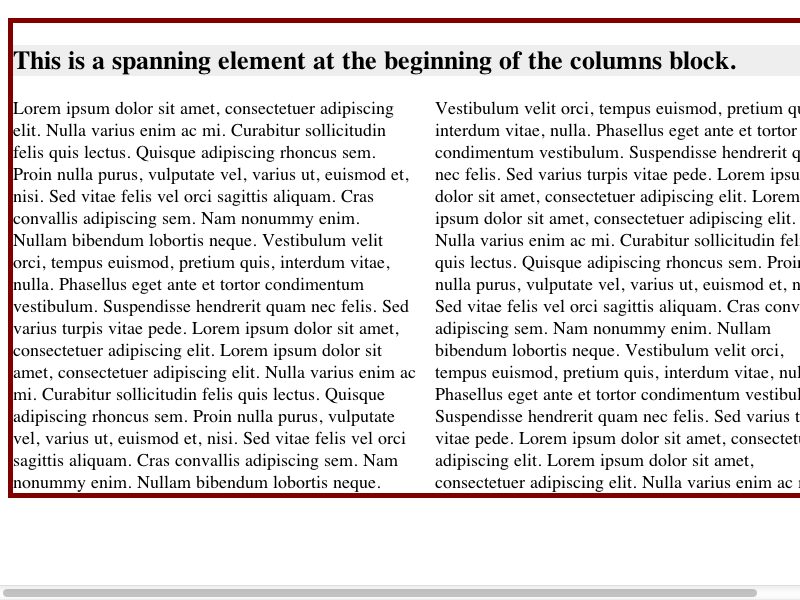 This is a spanning element at the beginning of the columns block.
Lorem ipsum dolor sit amet, consectetuer adipiscing
elit. Nulla varius enim ac mi. Curabitur sollicitudin
felis quis lectus. Quisque adipiscing rhoncus sem.
Proin nulla purus, vulputate vel, varius ut, euismod et,
nisi. Sed vitae felis vel orci sagittis aliquam. Cras
convallis adipiscing sem. Nam nonummy enim.
Nullam bibendum lobortis neque. Vestibulum velit
orci, tempus euismod, pretium quis, interdum vitae,
nulla. Phasellus eget ante et tortor condimentum
vestibulum. Suspendisse hendrerit quam nec felis. Sed
varius turpis vitae pede. Lorem ipsum dolor sit amet,
consectetuer adipiscing elit. Lorem ipsum dolor sit
amet, consectetuer adipiscing elit. Nulla varius enim ac
mi. Curabitur sollicitudin felis quis lectus. Quisque
adipiscing rhoncus sem. Proin nulla purus, vulputate
vel, varius ut, euismod et, nisi. Sed vitae felis vel orci
sagittis aliquam. Cras convallis adipiscing sem. Nam
nonummy enim. Nullam bibendum lobortis neque.
Vestibulum velit orci, tempus euismod, pretium
interdum vitae, nulla. Phasellus eget ante et tortor
condimentum vestibulum. Suspendisse hendrerit
nec felis. Sed varius turpis vitae pede. Lorem
dolor sit amet, consectetuer adipiscing elit. Lorem
ipsum dolor sit amet, consectetuer adipiscing elit.
Nulla varius enim ac mi. Curabitur sollicitudin
quis lectus. Quisque adipiscing rhoncus sem.
nulla purus, vulputate vel, varius ut, euismod et,
Sed vitae felis vel orci sagittis aliquam. Cras
adipiscing sem. Nam nonummy enim. Nullam
bibendum lobortis neque. Vestibulum velit orci,
tempus euismod, pretium quis, interdum vitae,
Phasellus eget ante et tortor condimentum
Suspendisse hendrerit quam nec felis. Sed varius
vitae pede. Lorem ipsum dolor sit amet,
adipiscing elit. Lorem ipsum dolor sit amet,
consectetuer adipiscing elit. Nulla varius enim ac